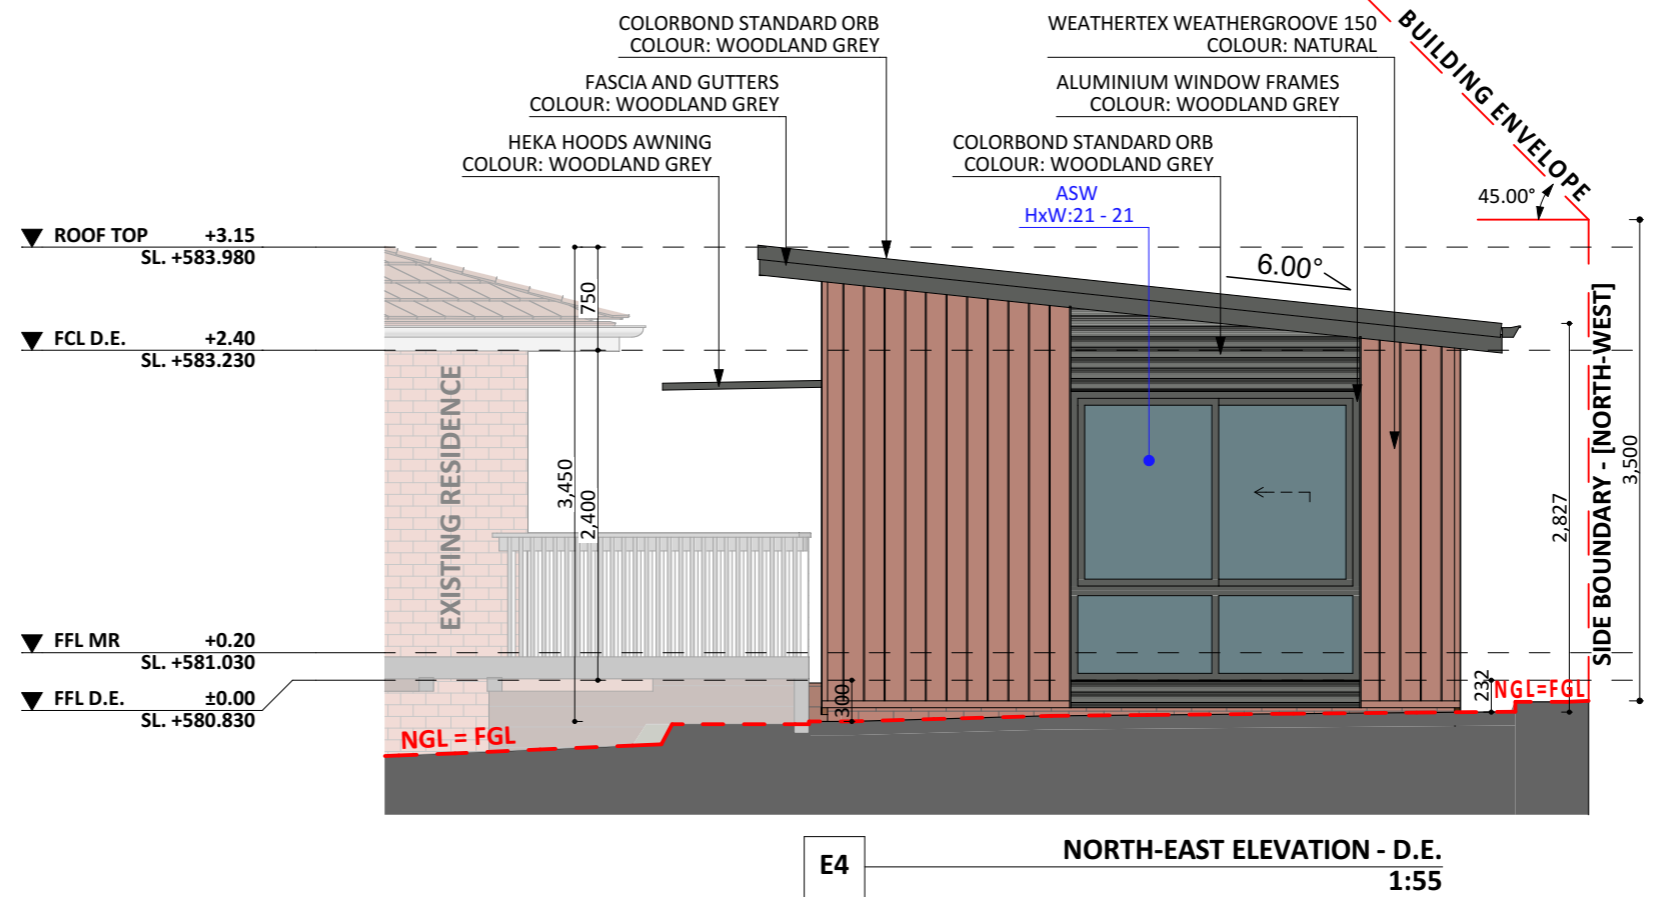 COLORBOND STANDARD ORB
COLOUR: WOODLAND GREY
WEATHERTEX WEATHERGROOVE 150
COLOUR: NATURAL
FASCIA AND GUTTERS
COLOUR: WOODLAND GREY
ALUMINIUM WINDOW FRAMES
COLOUR: WOODLAND GREY
HEKA HOODS AWNING
COLOUR: WOODLAND GREY
COLORBOND STANDARD ORB
COLOUR: WOODLAND GREY
ASW
HxW:21 - 21
BUILDING ENVELOPE
45.00°
ROOF TOP +3.15
SL. +583.980
6.00°
750
FCL D.E. +2.40
SL. +583.230
EXISTING RESIDENCE
3,450
2,400
2,827
SIDE BOUNDARY - [NORTH-WEST]
3,500
FFL MR +0.20
SL. +581.030
FFL D.E. ±0.00
SL. +580.830
300
232
NGL=FGL
NGL = FGL
E4
NORTH-EAST ELEVATION - D.E.
1:55